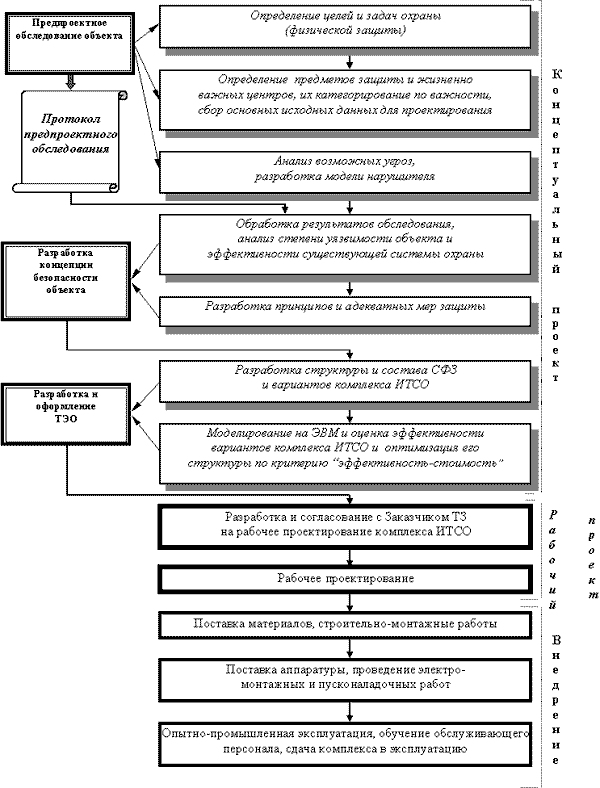 Предпроектное
обследование объекта
Определение целей и задач охраны
(физической защиты)
Определение предметов защиты и жизненно
важных центров, их категорирование по важности,
сбор основных исходных данных для проектирования
Протокол
предпроектного
обследования
Анализ возможных угроз,
разработка модели нарушителя
Обработка результатов обследования,
анализ степени уязвимости объекта и
эффективности существующей системы охраны
Разработка
концепции
безопасности
объекта
Разработка принципов и адекватных мер защиты
Концептуальный проект
Разработка структуры и состава СФЗ
и вариантов комплекса ИТСО
Разработка и
оформление
ТЭО
Моделирование на ЭВМ и оценка эффективности
вариантов комплекса ИТСО и оптимизация его
структуры по критерию “эффективность-стоимость”
Разработка и согласование с Заказчиком ТЗ
на рабочее проектирование комплекса ИТСО
Рабочее проектирование
Рабочий
проект
Поставка материалов, строительно-монтажные работы
Поставка аппаратуры, проведение электро-
монтажных и пусконаладочных работ
Опытно-промышленная эксплуатация, обучение обслуживающего
персонала, сдача комплекса в эксплуатацию
Внедрение